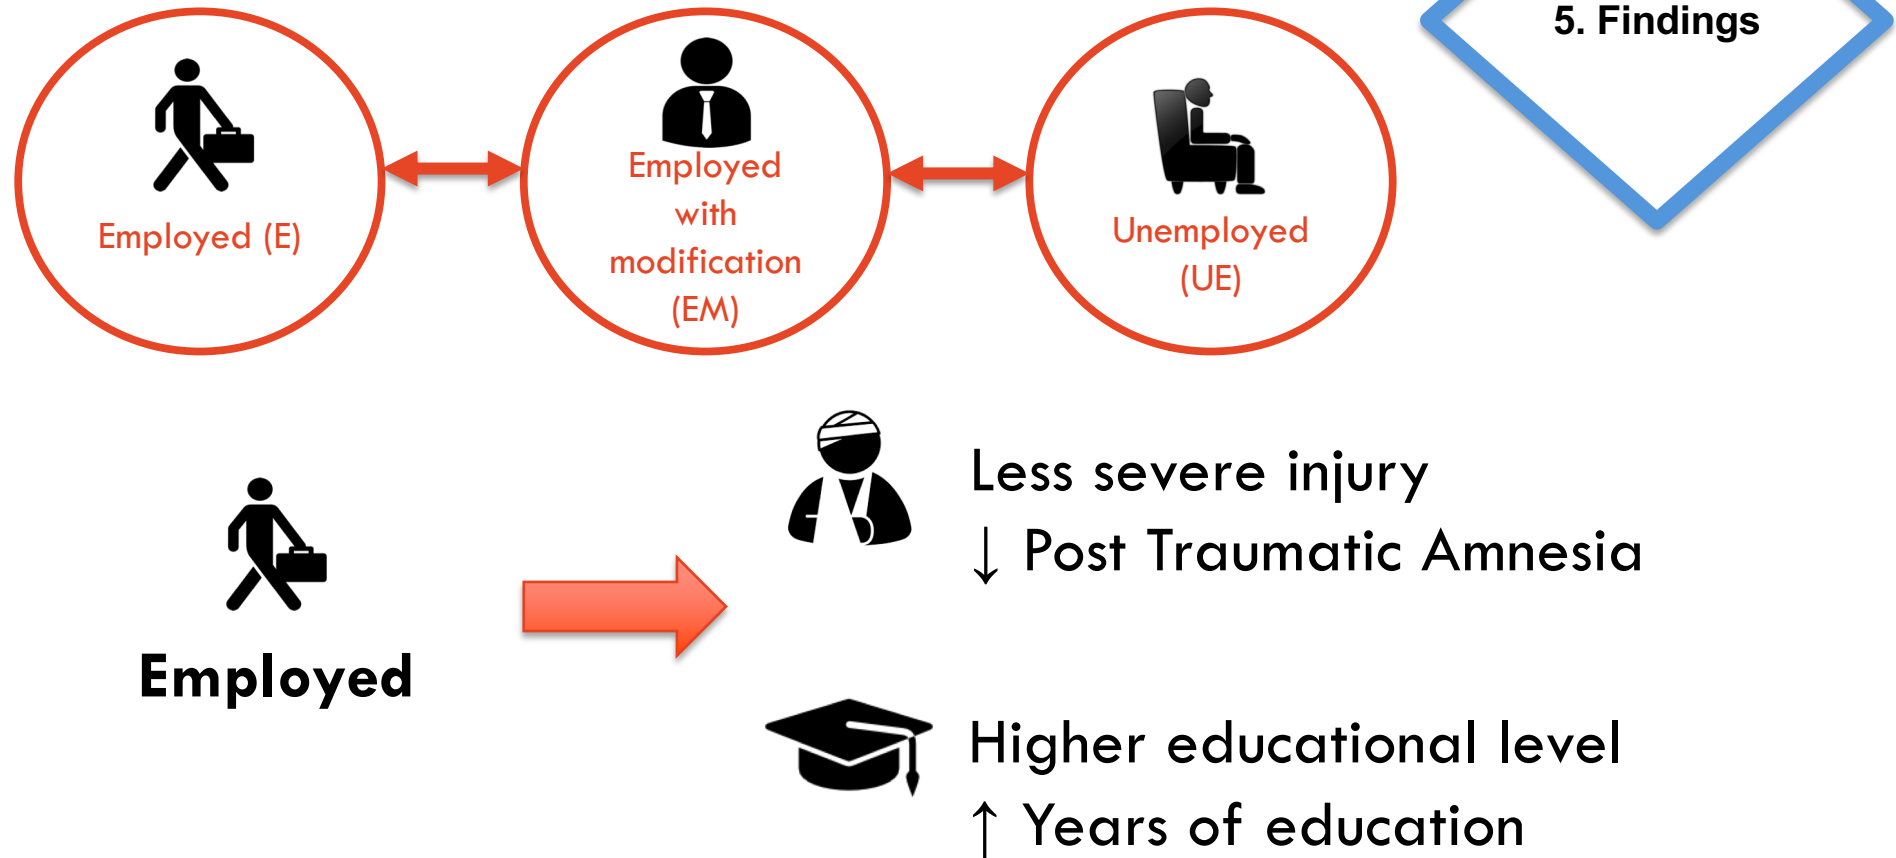 5. Findings
Employed (E)
Employed
with
modification
(EM)
Unemployed
(UE)
Employed
Less severe injury
↓ Post Traumatic Amnesia
Higher educational level
↑ Years of education